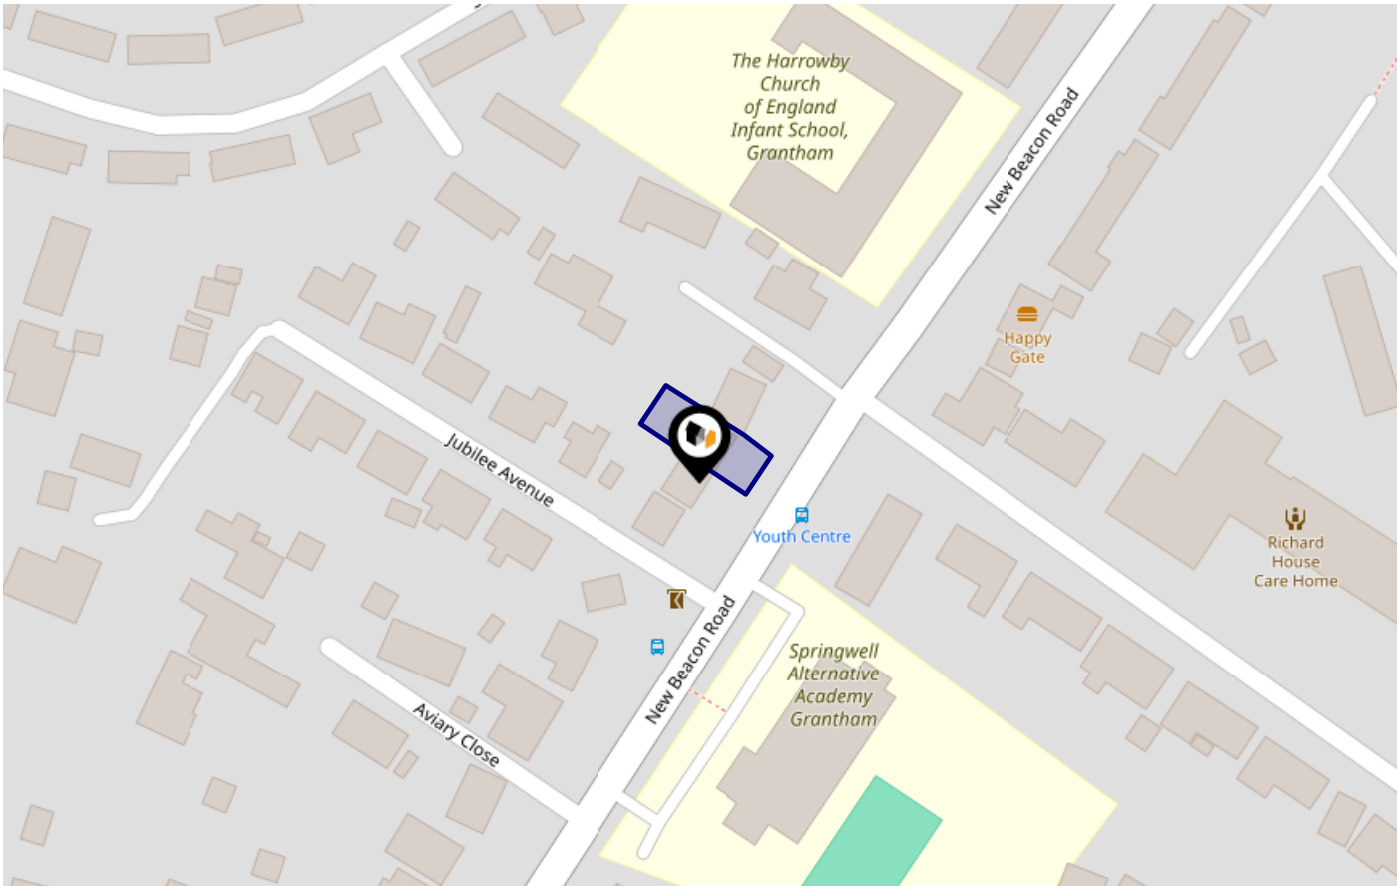 The Harrowby
Church
of England
Infant School,
Grantham
New Beacon Road
Happy
Gate
Jubilee Avenue
Youth Centre
Richard
House
Care Home
New Beacon Road
Springwell
Alternative
Academy
Grantham
Aviary Close